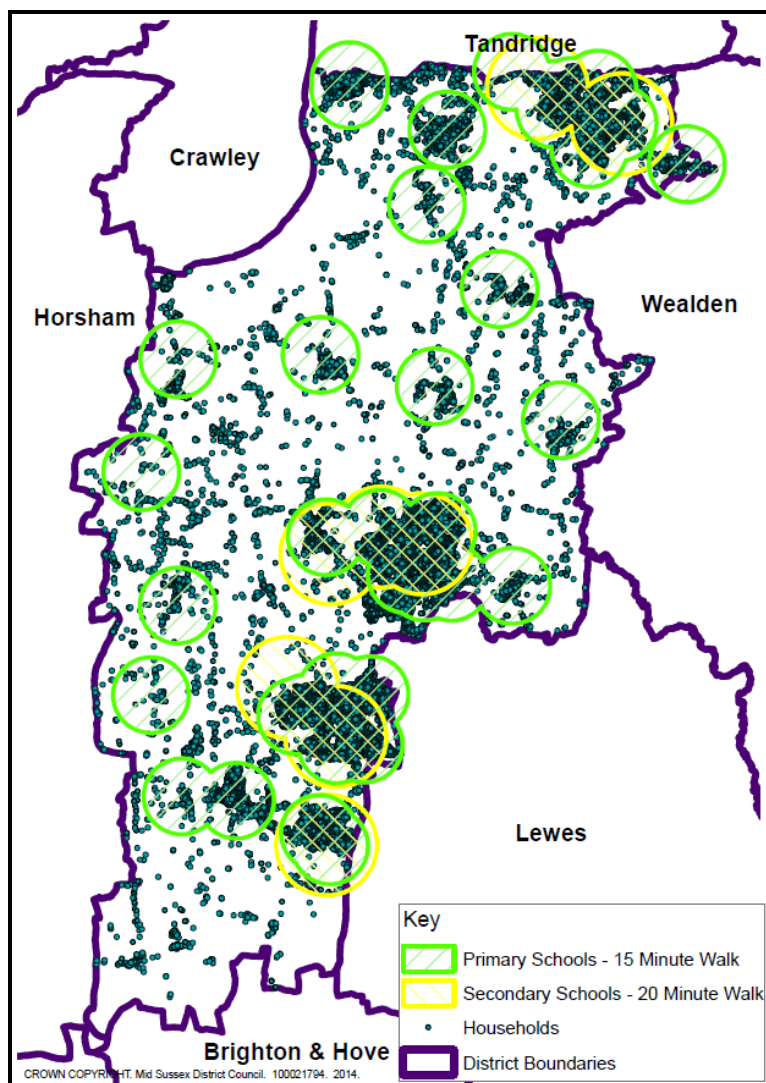 Tandridge
Crawley
Horsham
Wealden
Lewes
Key
Primary Schools - 15 Minute Walk
Secondary Schools - 20 Minute Walk
Households
District Boundaries
Brighton & Hove
CROWN COPYRIGHT. Mid Sussex District Council. 100021794. 2014.